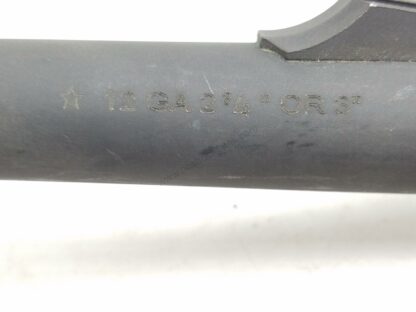 ☆ 12 GA 2¾" OR 3"